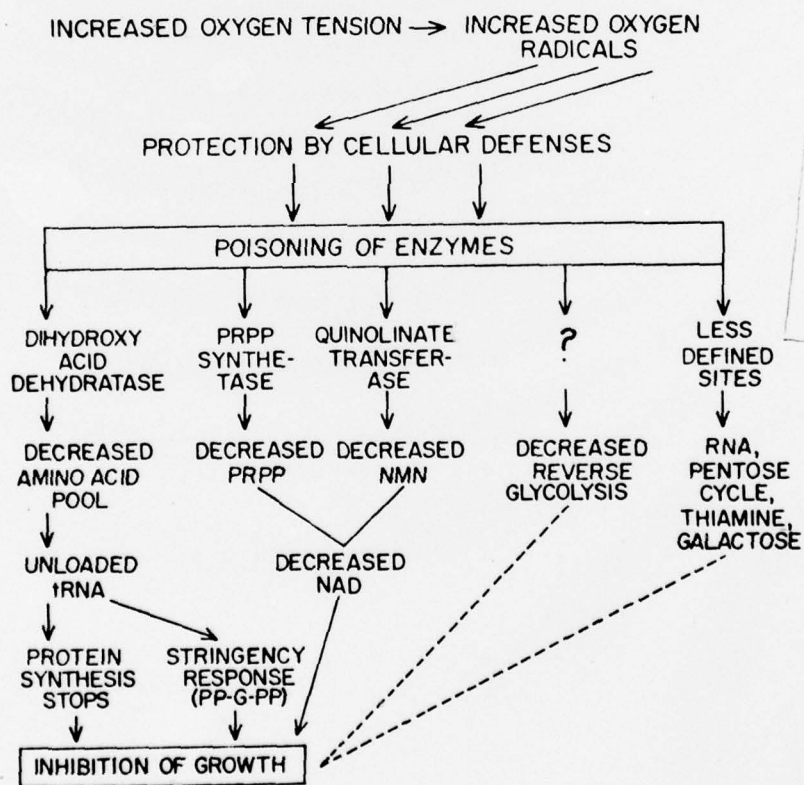 INCREASED OXYGEN TENSION → INCREASED OXYGEN
RADICALS
PROTECTION BY CELLULAR DEFENSES
POISONING OF ENZYMES
DIHYDROXY
ACID
DEHYDRATASE
DECREASED
AMINO ACID
POOL
UNLOADED
tRNA
PROTEIN
SYNTHESIS
STOPS
PRPP
SYNTHE-
TASE
DECREASED
PRPP
QUINOLINATE
TRANSFER-
ASE
DECREASED
NMN
DECREASED
NAD
STRINGENCY
RESPONSE
(PP-G-PP)
?
DECREASED
REVERSE
GLYCOLYSIS
LESS
DEFINED
SITES
RNA,
PENTOSE
CYCLE,
THIAMINE,
GALACTOSE
INHIBITION OF GROWTH